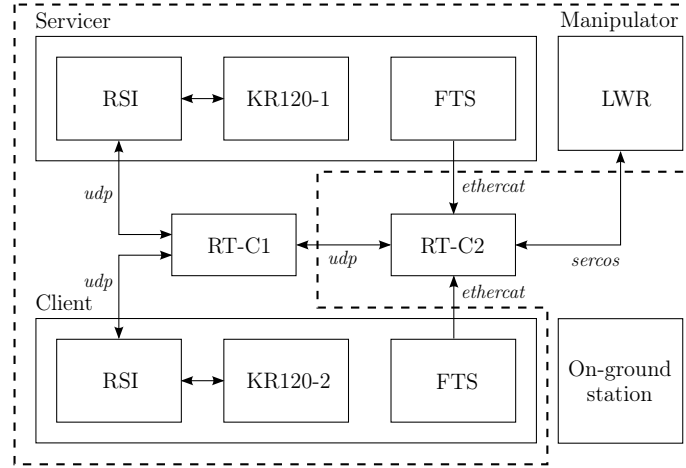 Servicer
Manipulator
RSI
KR120-1
FTS
LWR
udp
ethercat
RT-C1
udp
RT-C2
sercos
udp
ethercat
Client
RSI
KR120-2
FTS
On-ground
station